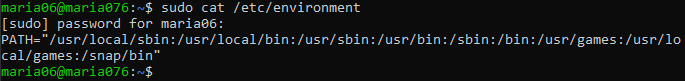 maria06@maria076:~$ sudo cat /etc/environment
[sudo] password for maria06:
PATH="/usr/local/sbin:/usr/local/bin:/usr/sbin:/usr/bin:/sbin:/bin:/usr/games:/usr/lo
cal/games:/snap/bin"
maria06@maria076:~$